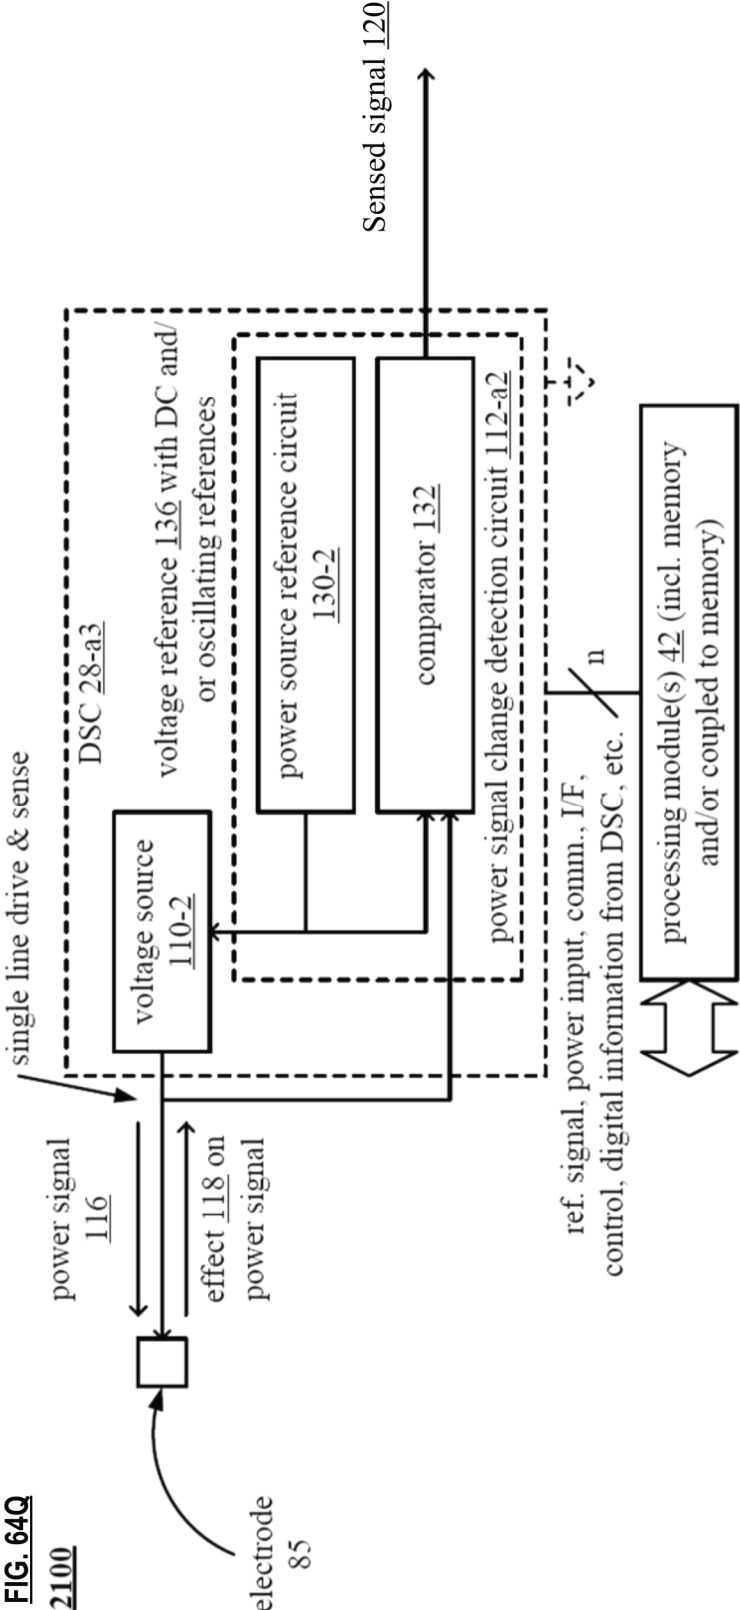 FIG. 64Q
2100
single line drive & sense
DSC 28-a3
power signal
116
voltage source
110-2
voltage reference 136 with DC and/
or oscillating references
effect 118 on
power signal
electrode
85
power source reference circuit
130-2
comparator 132
power signal change detection circuit 112-a2
Sensed signal 120
ref. signal, power input, comm., I/F,
control, digital information from DSC, etc.
n
processing module(s) 42 (incl. memory
and/or coupled to memory)